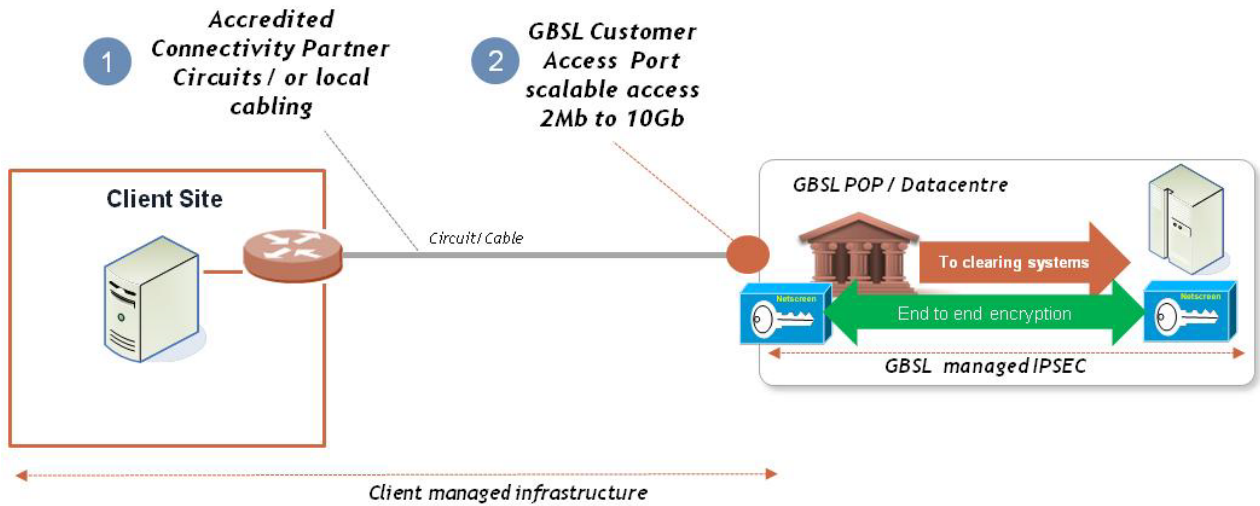 1
Accredited
Connectivity Partner
Circuits / or local
cabling
2
GBSL Customer
Access Port
scalable access
2Mb to 10Gb
Client Site
Circuit/ Cable
GBSL POP / Datacentre
To clearing systems
Netscreen
End to end encryption
Netscreen
GBSL managed IPSEC
Client managed infrastructure